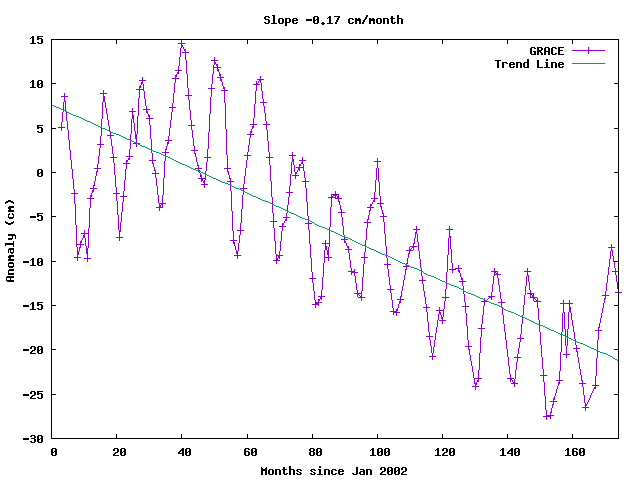 Slope -0.17 cm/month
GRACE
Trend Line
15
10
5
0
-5
-10
-15
-20
-25
-30
Anomaly (cm)
0 20 40 60 80 100 120 140 160
Months since Jan 2002